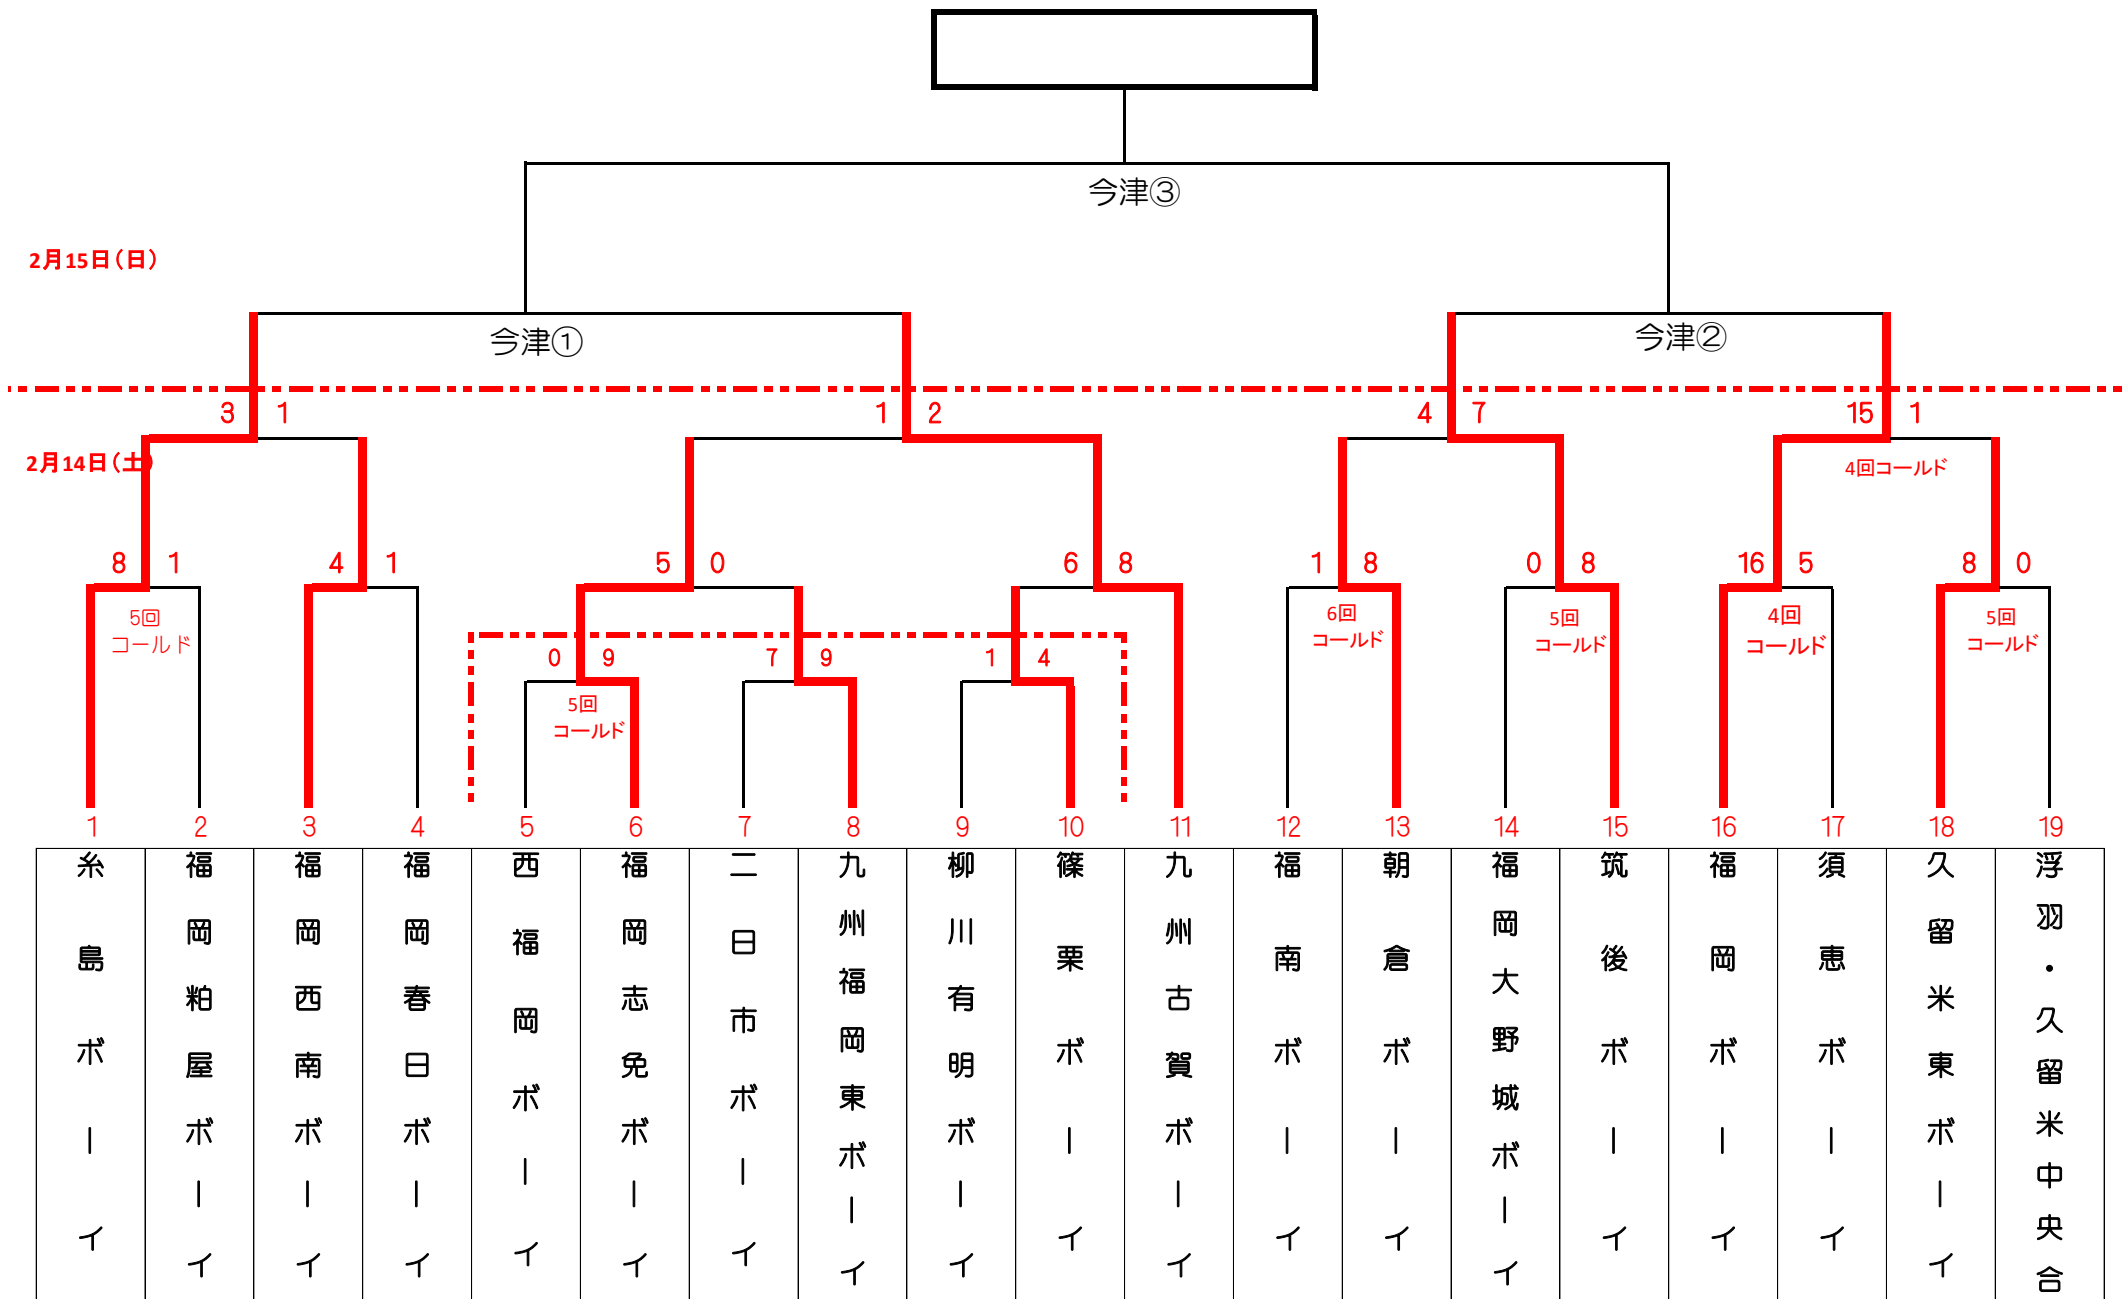 今津③
2月15日(日)
今津①
今津②
3 1
1 2
4 7
15 1
2月14日(土)
4回コールド
8 1
4 1
5 0
6 8
1 8
0 8
16 5
8 0
5回
コールド
6回
コールド
5回
コールド
4回
コールド
5回
コールド
0 9
7 9
1 4
5回
コールド
1 2 3 4 5 6 7 8 9 10 11 12 13 14 15 16 17 18 19
糸島ボーイ
福岡粕屋ボーイ
福岡西南ボーイ
福岡春日ボーイ
西福岡ボーイ
福岡志免ボーイ
二日市ボーイ
九州福岡東ボーイ
柳川有明ボーイ
篠栗ボーイ
九州古賀ボーイ
福南ボーイ
朝倉ボーイ
福岡大野城ボーイ
筑後ボーイ
福岡ボーイ
須恵ボーイ
久留米東ボーイ
浮羽・久留米中央合